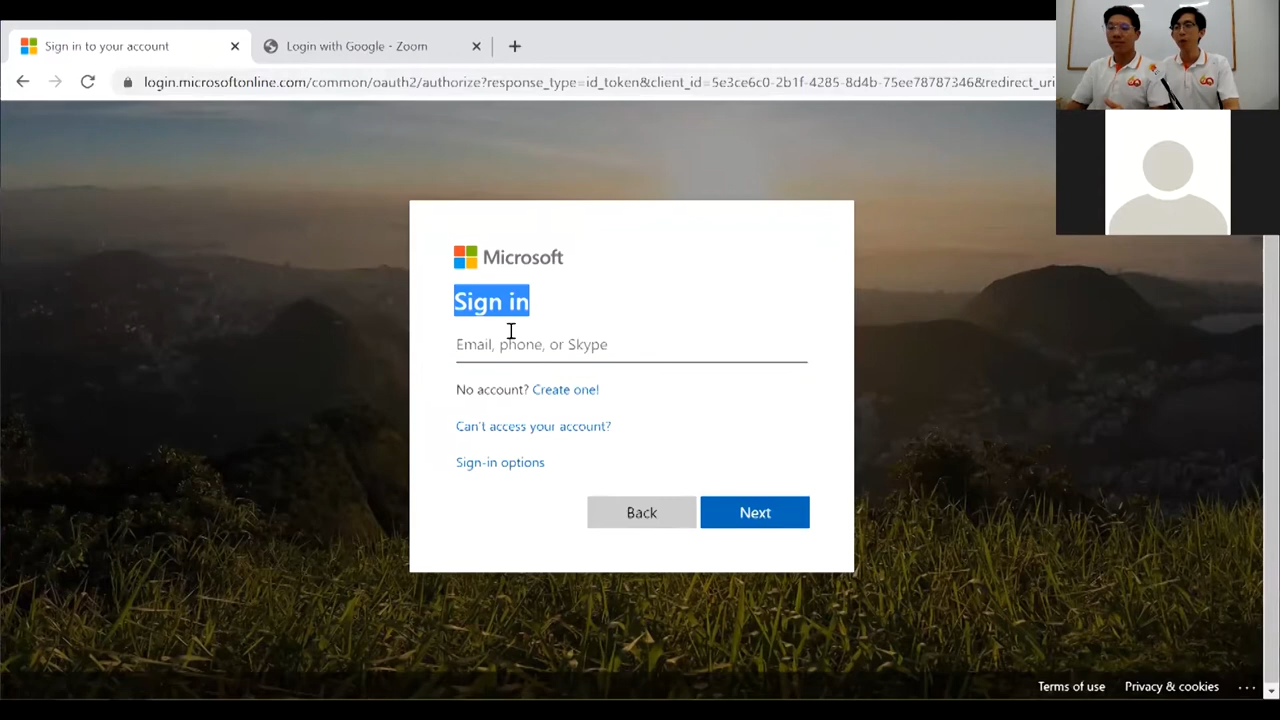 Sign in to your account
Login with Google - Zoom
login.microsoftonline.com/common/oauth2/authorize?response_type=id_token&client_id=5e3ce6c0-2b1f-4285-8d4b-75ee78787346&redirect_uri
Microsoft
Sign in
Email, phone, or Skype
No account? Create one!
Can't access your account?
Sign-in options
Back
Next
Terms of use
Privacy & cookies